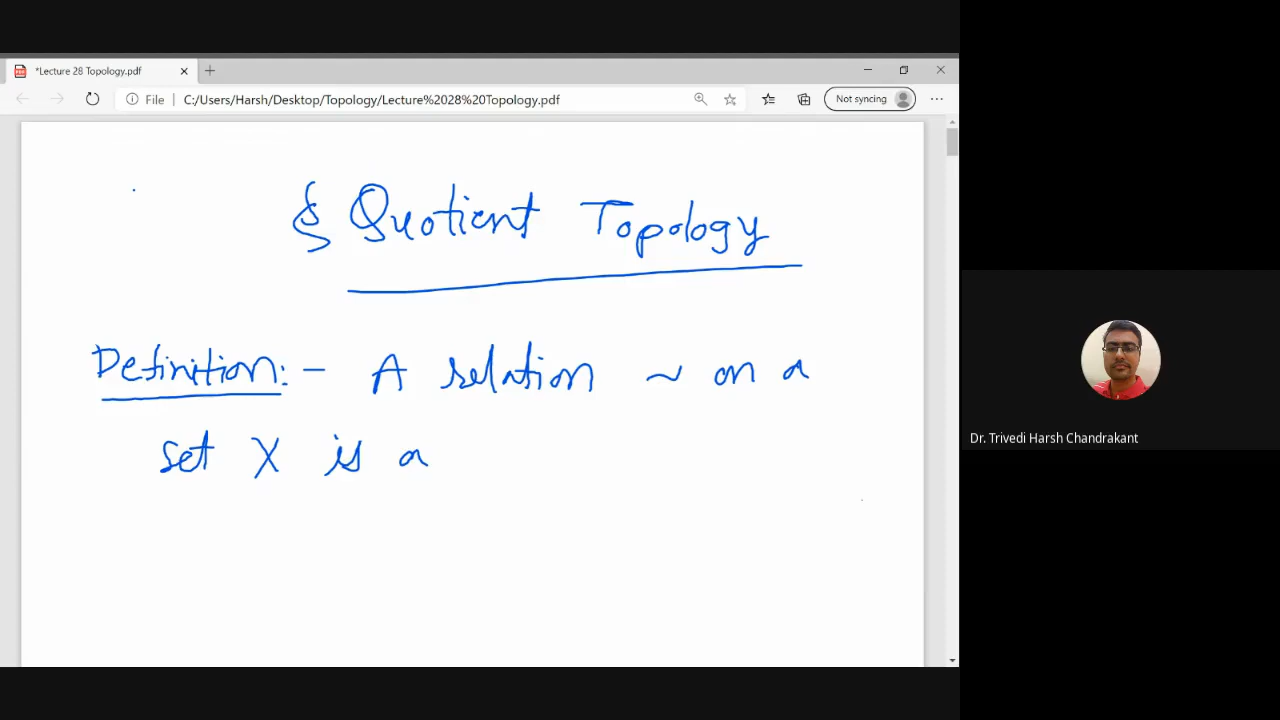 *Lecture 28 Topology.pdf
File | C:/Users/Harsh/Desktop/Topology/Lecture%2028%20Topology.pdf
Not syncing
§ Quotient Topology
Definition:- A relation ~ on a
set X is a
Dr. Trivedi Harsh Chandrakant